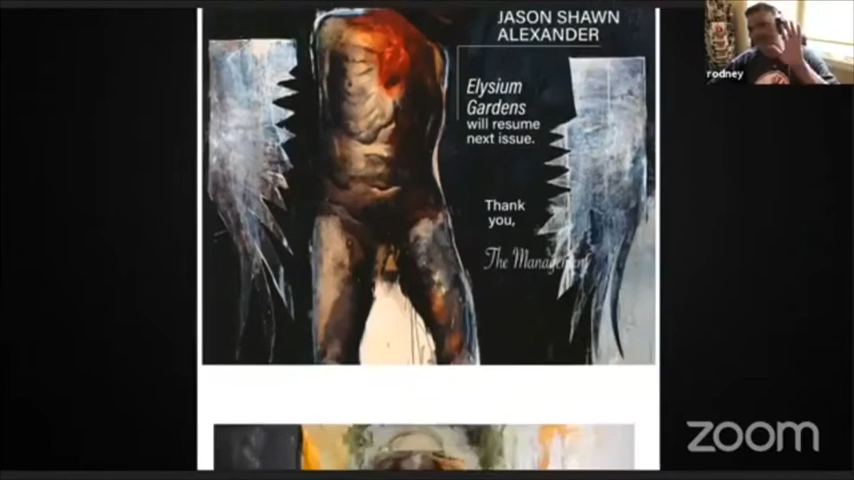 JASON SHAWN
ALEXANDER
Elysium
Gardens
will resume
next issue.
Thank
you,
The Management
rodney
zoom